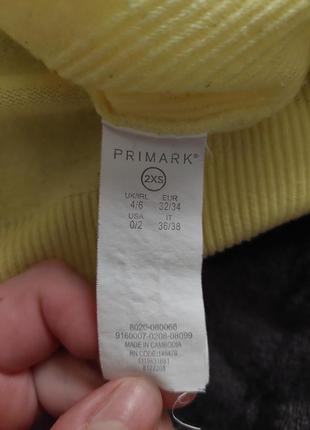 PRIMARK®
2XS
UK/IRL EUR
4/6 32/34
USA IT
0/2 36/38
8020-080066
9160007-0208-08099
MADE IN CAMBODIA